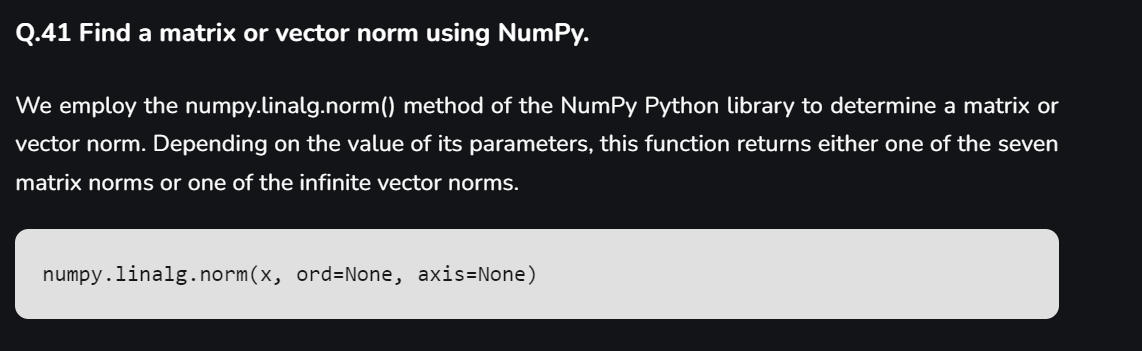 Q.41 Find a matrix or vector norm using NumPy.
We employ the numpy.linalg.norm() method of the NumPy Python library to determine a matrix or
vector norm. Depending on the value of its parameters, this function returns either one of the seven
matrix norms or one of the infinite vector norms.
numpy.linalg.norm(x, ord=None, axis=None)